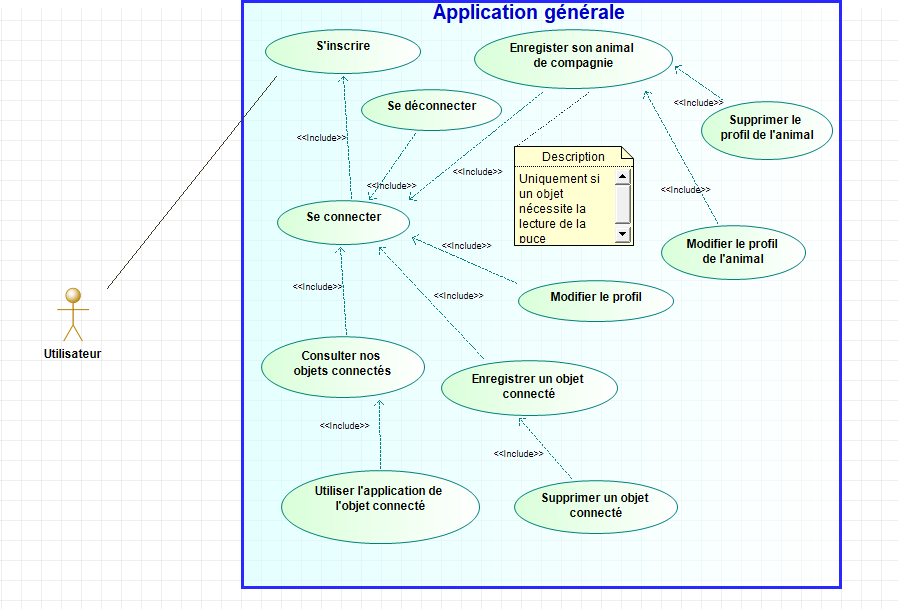 Application générale
S'inscrire
Enregister son animal
de compagnie
Se déconnecter
<<Include>>
Supprimer le
profil de l'animal
<<Include>>
Description
Uniquement si
un objet
nécessite la
lecture de la
puce
<<Include>>
<<Include>>
<<Include>>
Se connecter
<<Include>>
Modifier le profil
de l'animal
<<Include>>
<<Include>>
Modifier le profil
Utilisateur
Consulter nos
objets connectés
Enregistrer un objet
connecté
<<Include>>
<<Include>>
Utiliser l'application de
l'objet connecté
Supprimer un objet
connecté